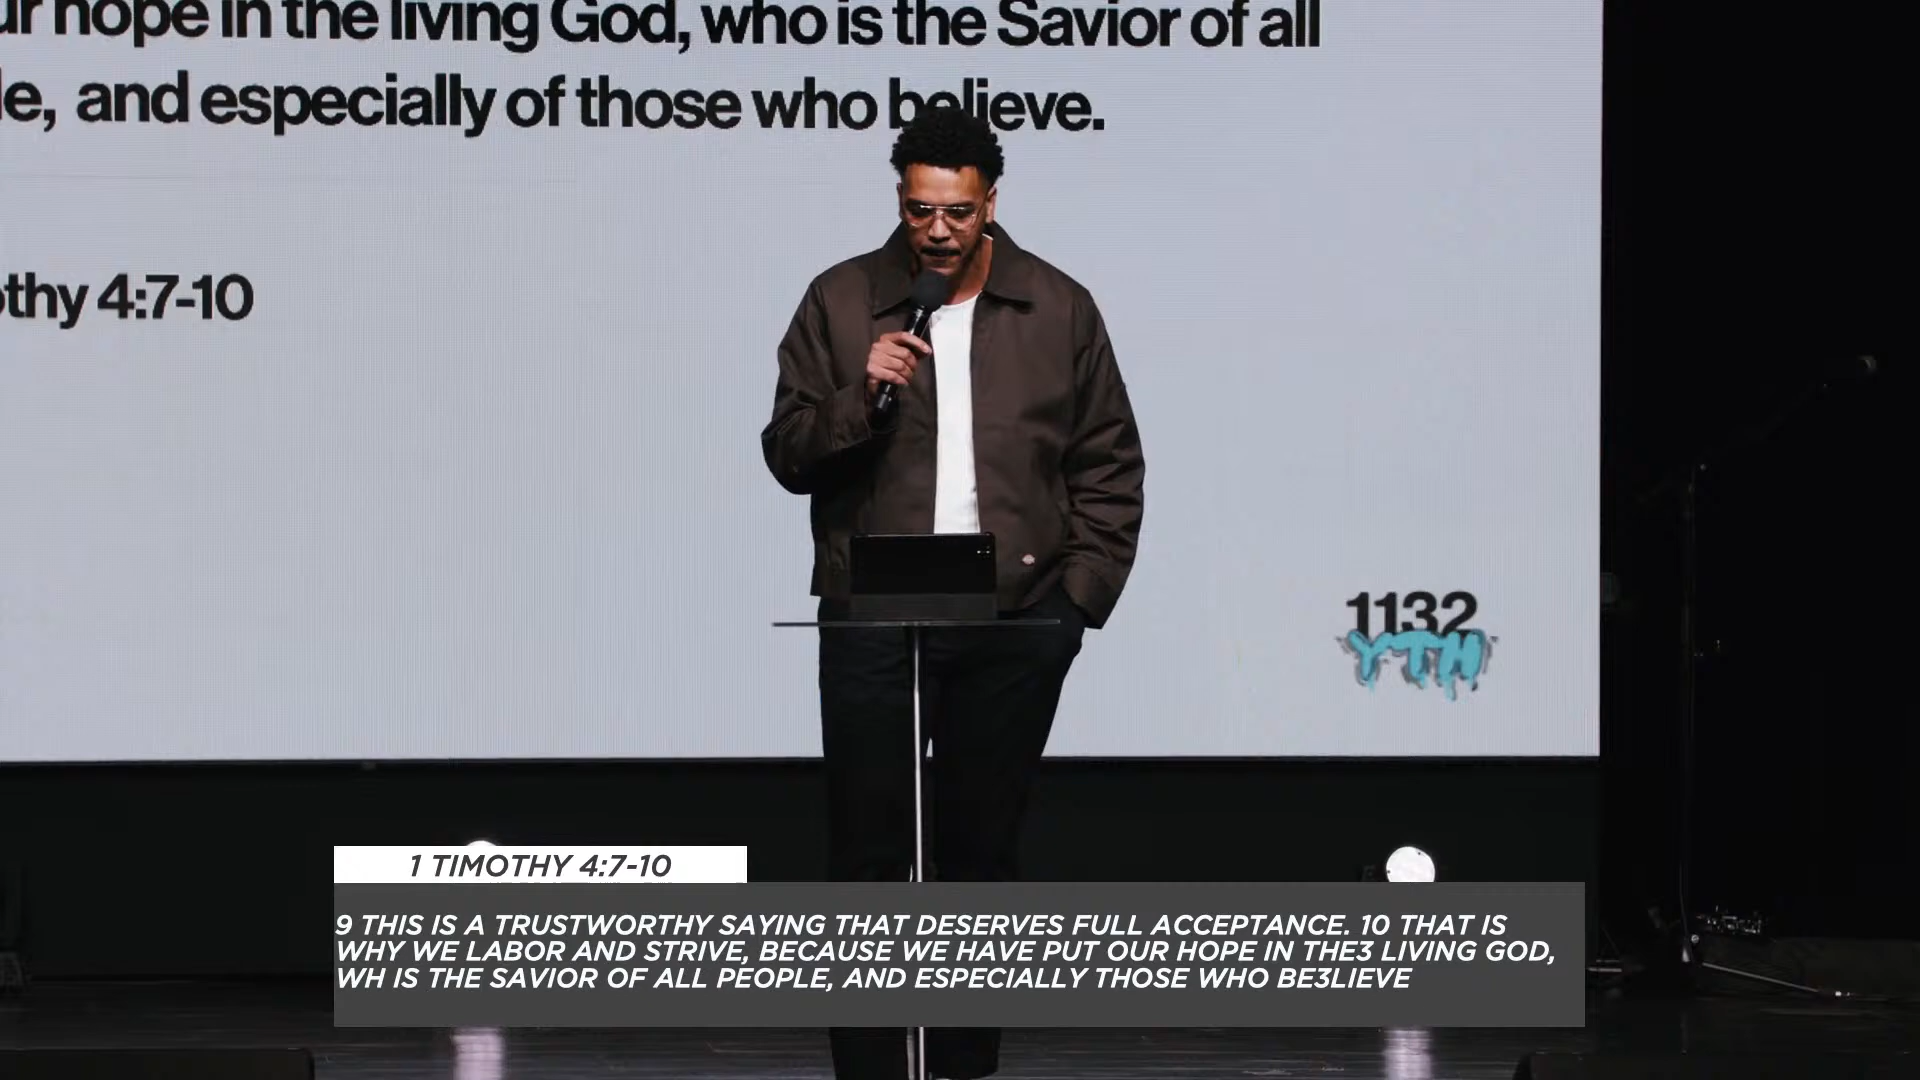 hope in the living God, who is the Savior of all
and especially of those who believe.
4:7-10
1132
YTH
1 TIMOTHY 4:7-10
9 THIS IS A TRUSTWORTHY SAYING THAT DESERVES FULL ACCEPTANCE. 10 THAT IS
WHY WE LABOR AND STRIVE, BECAUSE WE HAVE PUT OUR HOPE IN THE3 LIVING GOD,
WH IS THE SAVIOR OF ALL PEOPLE, AND ESPECIALLY THOSE WHO BE3LIEVE